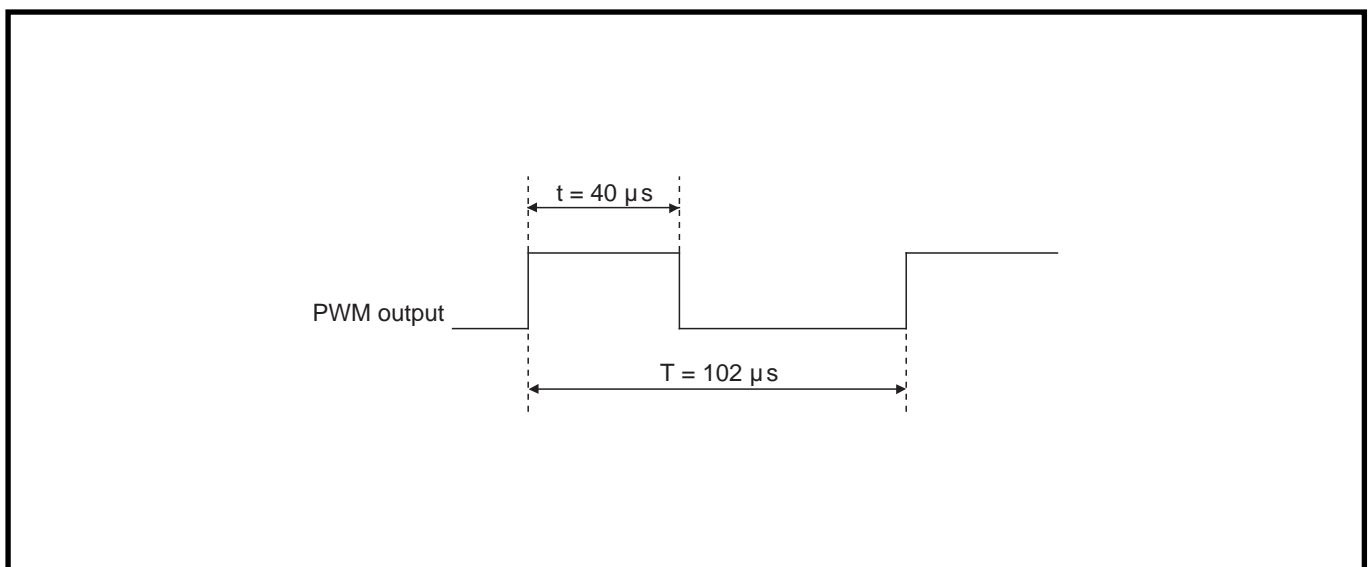 t = 40 μs
PWM output
T = 102 μs